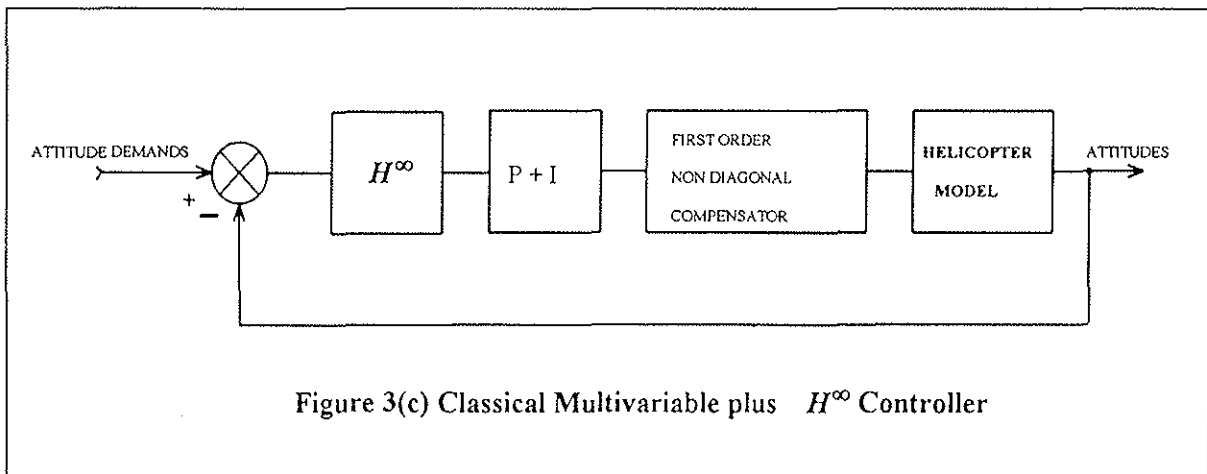 ATTITUDE DEMANDS
+
−
H∞
P + I
FIRST ORDER
NON DIAGONAL
COMPENSATOR
HELICOPTER
MODEL
ATTITUDES
Figure 3(c) Classical Multivariable plus H∞ Controller